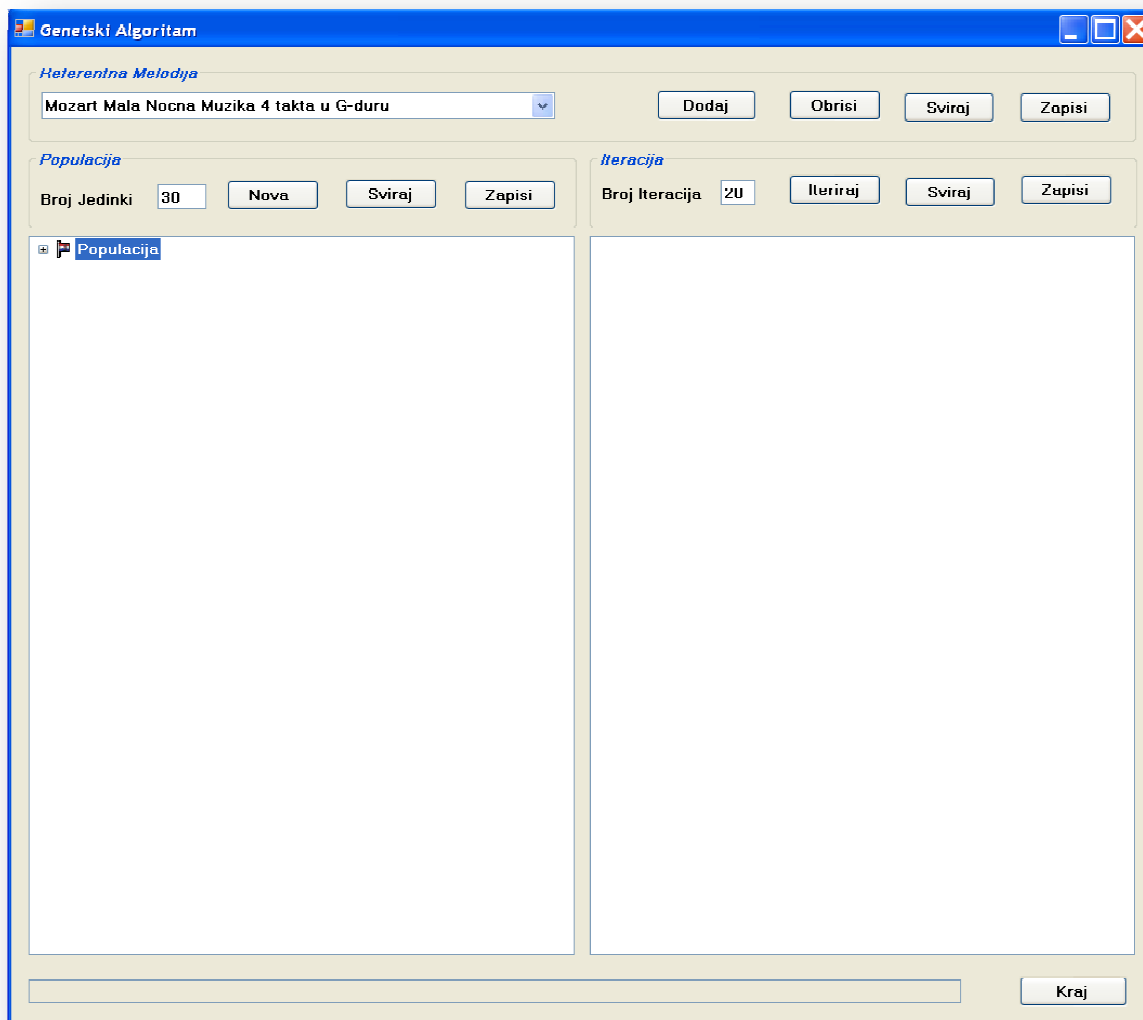 Genetski Algoritam
Referentna Melodija
Mozart Mala Nocna Muzika 4 takta u G-duru
Dodaj Obrisi Sviraj Zapisi
Populacija
Broj Jedinki 30 Nova Sviraj Zapisi
Iteracija
Broj Iteracija 20 Iteriraj Sviraj Zapisi
Populacija
Kraj